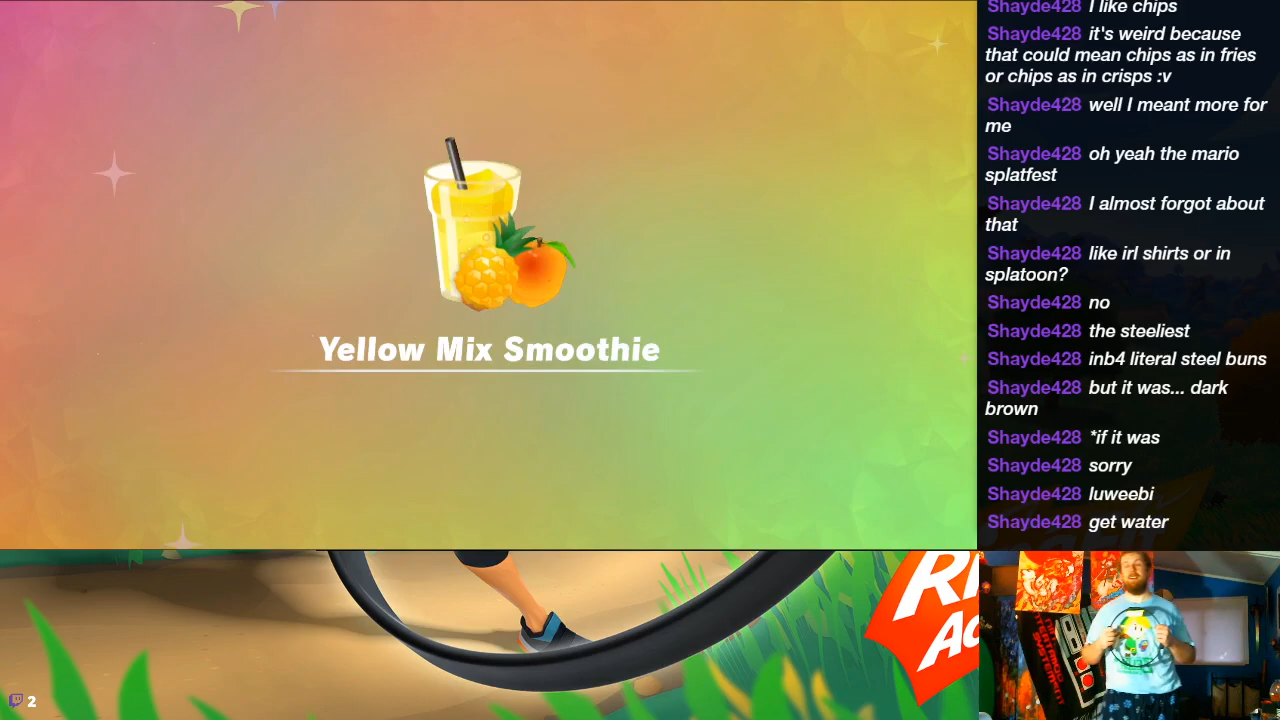 Yellow Mix Smoothie
Shayde428 I like chips
Shayde428 it's weird because
that could mean chips as in fries
or chips as in crisps :v
Shayde428 well I meant more for
me
Shayde428 oh yeah the mario
splatfest
Shayde428 I almost forgot about
that
Shayde428 like irl shirts or in
splatoon?
Shayde428 no
Shayde428 the steeliest
Shayde428 inb4 literal steel buns
Shayde428 but it was... dark
brown
Shayde428 *if it was
Shayde428 sorry
Shayde428 luweebi
Shayde428 get water
2